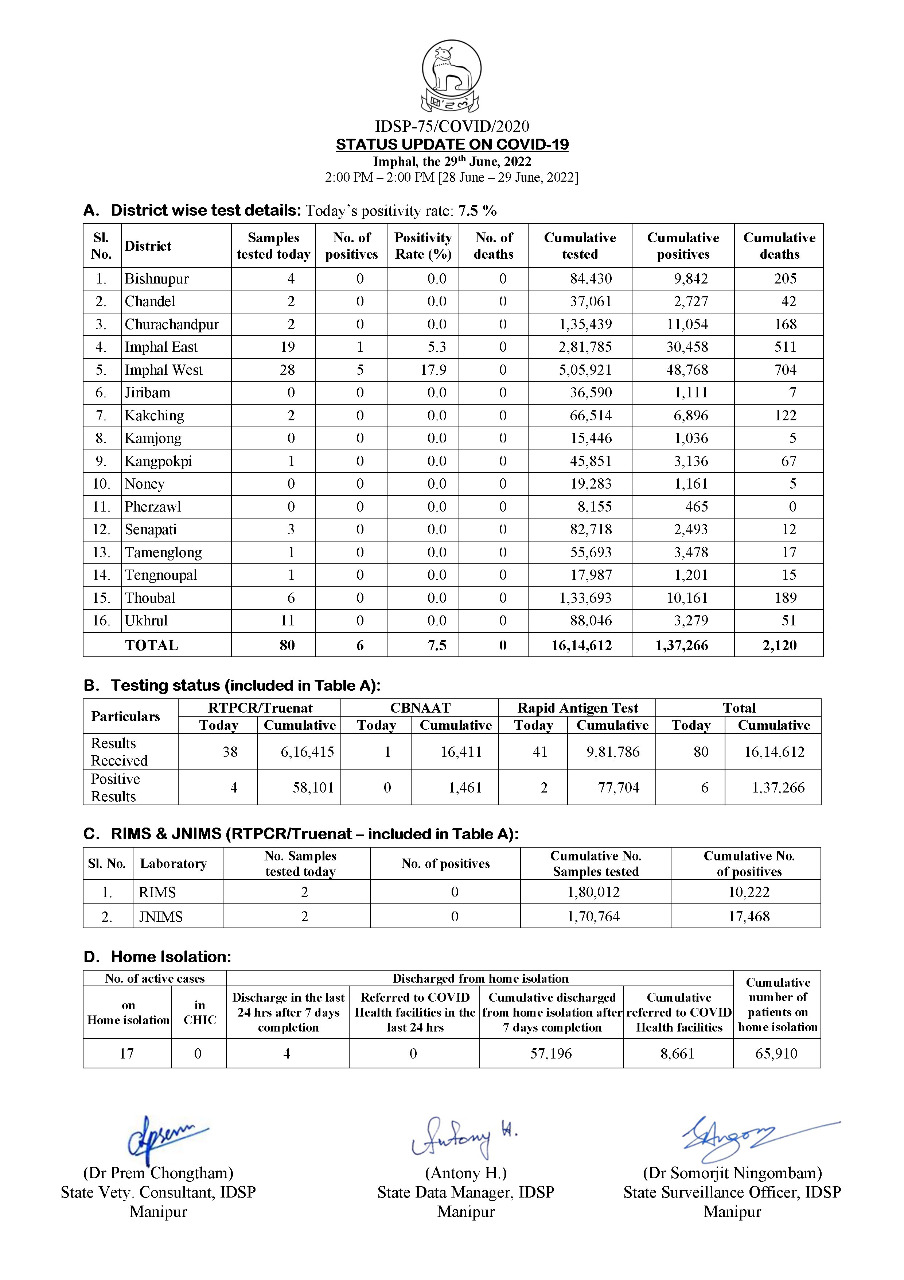 IDSP-75/COVID/2020
STATUS UPDATE ON COVID-19
Imphal, the 29th June, 2022
2:00 PM – 2:00 PM [28 June – 29 June, 2022]
A. District wise test details: Today's positivity rate: 7.5 %
Sl. No. District Samples tested today No. of positives Positivity Rate (%) No. of deaths Cumulative tested Cumulative positives Cumulative deaths
1. Bishnupur 4 0 0.0 0 84,430 9,842 205
2. Chandel 2 0 0.0 0 37,061 2,727 42
3. Churachandpur 2 0 0.0 0 1,35,439 11,054 168
4. Imphal East 19 1 5.3 0 2,81,785 30,458 511
5. Imphal West 28 5 17.9 0 5,05,921 48,768 704
6. Jiribam 0 0 0.0 0 36,590 1,111 7
7. Kakching 2 0 0.0 0 66,514 6,896 122
8. Kamjong 0 0 0.0 0 15,446 1,036 5
9. Kangpokpi 1 0 0.0 0 45,851 3,136 67
10. Noney 0 0 0.0 0 19,283 1,161 5
11. Pherzawl 0 0 0.0 0 8,155 465 0
12. Senapati 3 0 0.0 0 82,718 2,493 12
13. Tamenglong 1 0 0.0 0 55,693 3,478 17
14. Tengnoupal 1 0 0.0 0 17,987 1,201 15
15. Thoubal 6 0 0.0 0 1,33,693 10,161 189
16. Ukhrul 11 0 0.0 0 88,046 3,279 51
TOTAL 80 6 7.5 0 16,14,612 1,37,266 2,120
B. Testing status (included in Table A):
Particulars RTPCR/Truenat CBNAAT Rapid Antigen Test Total
Today Cumulative Today Cumulative Today Cumulative Today Cumulative
Results Received 38 6,16,415 1 16,411 41 9,81,786 80 16,14,612
Positive Results 4 58,101 0 1,461 2 77,704 6 1,37,266
C. RIMS & JNIMS (RTPCR/Truenat – included in Table A):
Sl. No. Laboratory No. Samples tested today No. of positives Cumulative No. Samples tested Cumulative No. of positives
1. RIMS 2 0 1,80,012 10,222
2. JNIMS 2 0 1,70,764 17,468
D. Home Isolation:
No. of active cases Discharged from home isolation Cumulative number of patients on home isolation
on Home isolation in CHIC Discharge in the last 24 hrs after 7 days completion Referred to COVID Health facilities in the last 24 hrs Cumulative discharged from home isolation after 7 days completion Cumulative referred to COVID Health facilities
17 0 4 0 57,196 8,661 65,910
Antony H.
(Dr Prem Chongtham) (Antony H.) (Dr Somorjit Ningombam)
State Vety. Consultant, IDSP State Data Manager, IDSP State Surveillance Officer, IDSP
Manipur Manipur Manipur